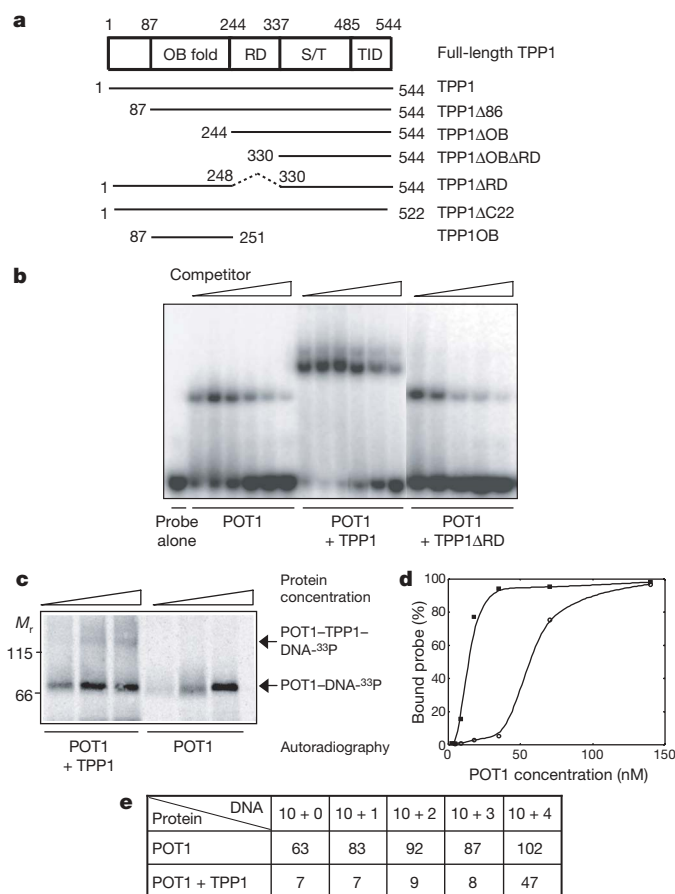 a
1 87 244 337 485 544
OB fold RD S/T TID Full-length TPP1
1 544 TPP1
87 544 TPP1Δ86
244 544 TPP1ΔOB
330 544 TPP1ΔOBΔRD
1 248 330 544 TPP1ΔRD
1 522 TPP1ΔC22
87 251 TPP1OB
b
Competitor
Probe alone POT1 POT1 + TPP1 POT1 + TPP1ΔRD
c
Protein concentration
Mr
115
66
POT1–TPP1–DNA-³³P
POT1–DNA-³³P
POT1 + TPP1 POT1 Autoradiography
d
Bound probe (%)
100
80
60
40
20
0
0 50 100 150
POT1 concentration (nM)
e
Protein DNA 10 + 0 10 + 1 10 + 2 10 + 3 10 + 4
POT1 63 83 92 87 102
POT1 + TPP1 7 7 9 8 47